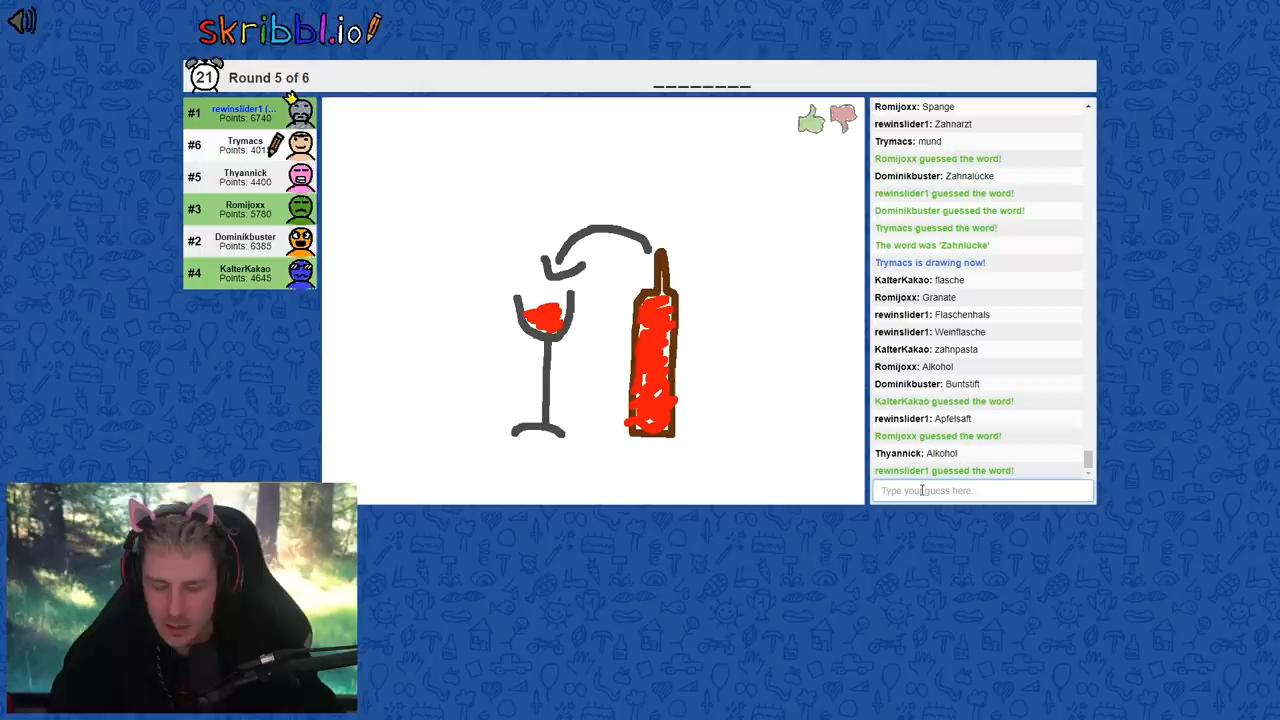 skribbl.io
21
Round 5 of 6
________
#1
rewinslider1 (...
Points: 6740
#6
Trymacs
#5
Thyannick
Points: 4400
#3
Romijoxx
Points: 5780
#2
Dominikbuster
Points: 6385
#4
KalterKakao
Points: 4645
Romijoxx: Spange
rewinslider1: Zahnarzt
Trymacs: mund
Romijoxx guessed the word!
Dominikbuster: Zahnalücke
rewinslider1 guessed the word!
Dominikbuster guessed the word!
Trymacs guessed the word!
The word was 'Zahnlücke'
Trymacs is drawing now!
KalterKakao: flasche
Romijoxx: Granate
rewinslider1: Flaschenhals
rewinslider1: Weinflasche
KalterKakao: zahnpasta
Romijoxx: Alkohol
Dominikbuster: Buntstift
KalterKakao guessed the word!
rewinslider1: Apfelsaft
Romijoxx guessed the word!
Thyannick: Alkohol
rewinslider1 guessed the word!
Type your guess here...